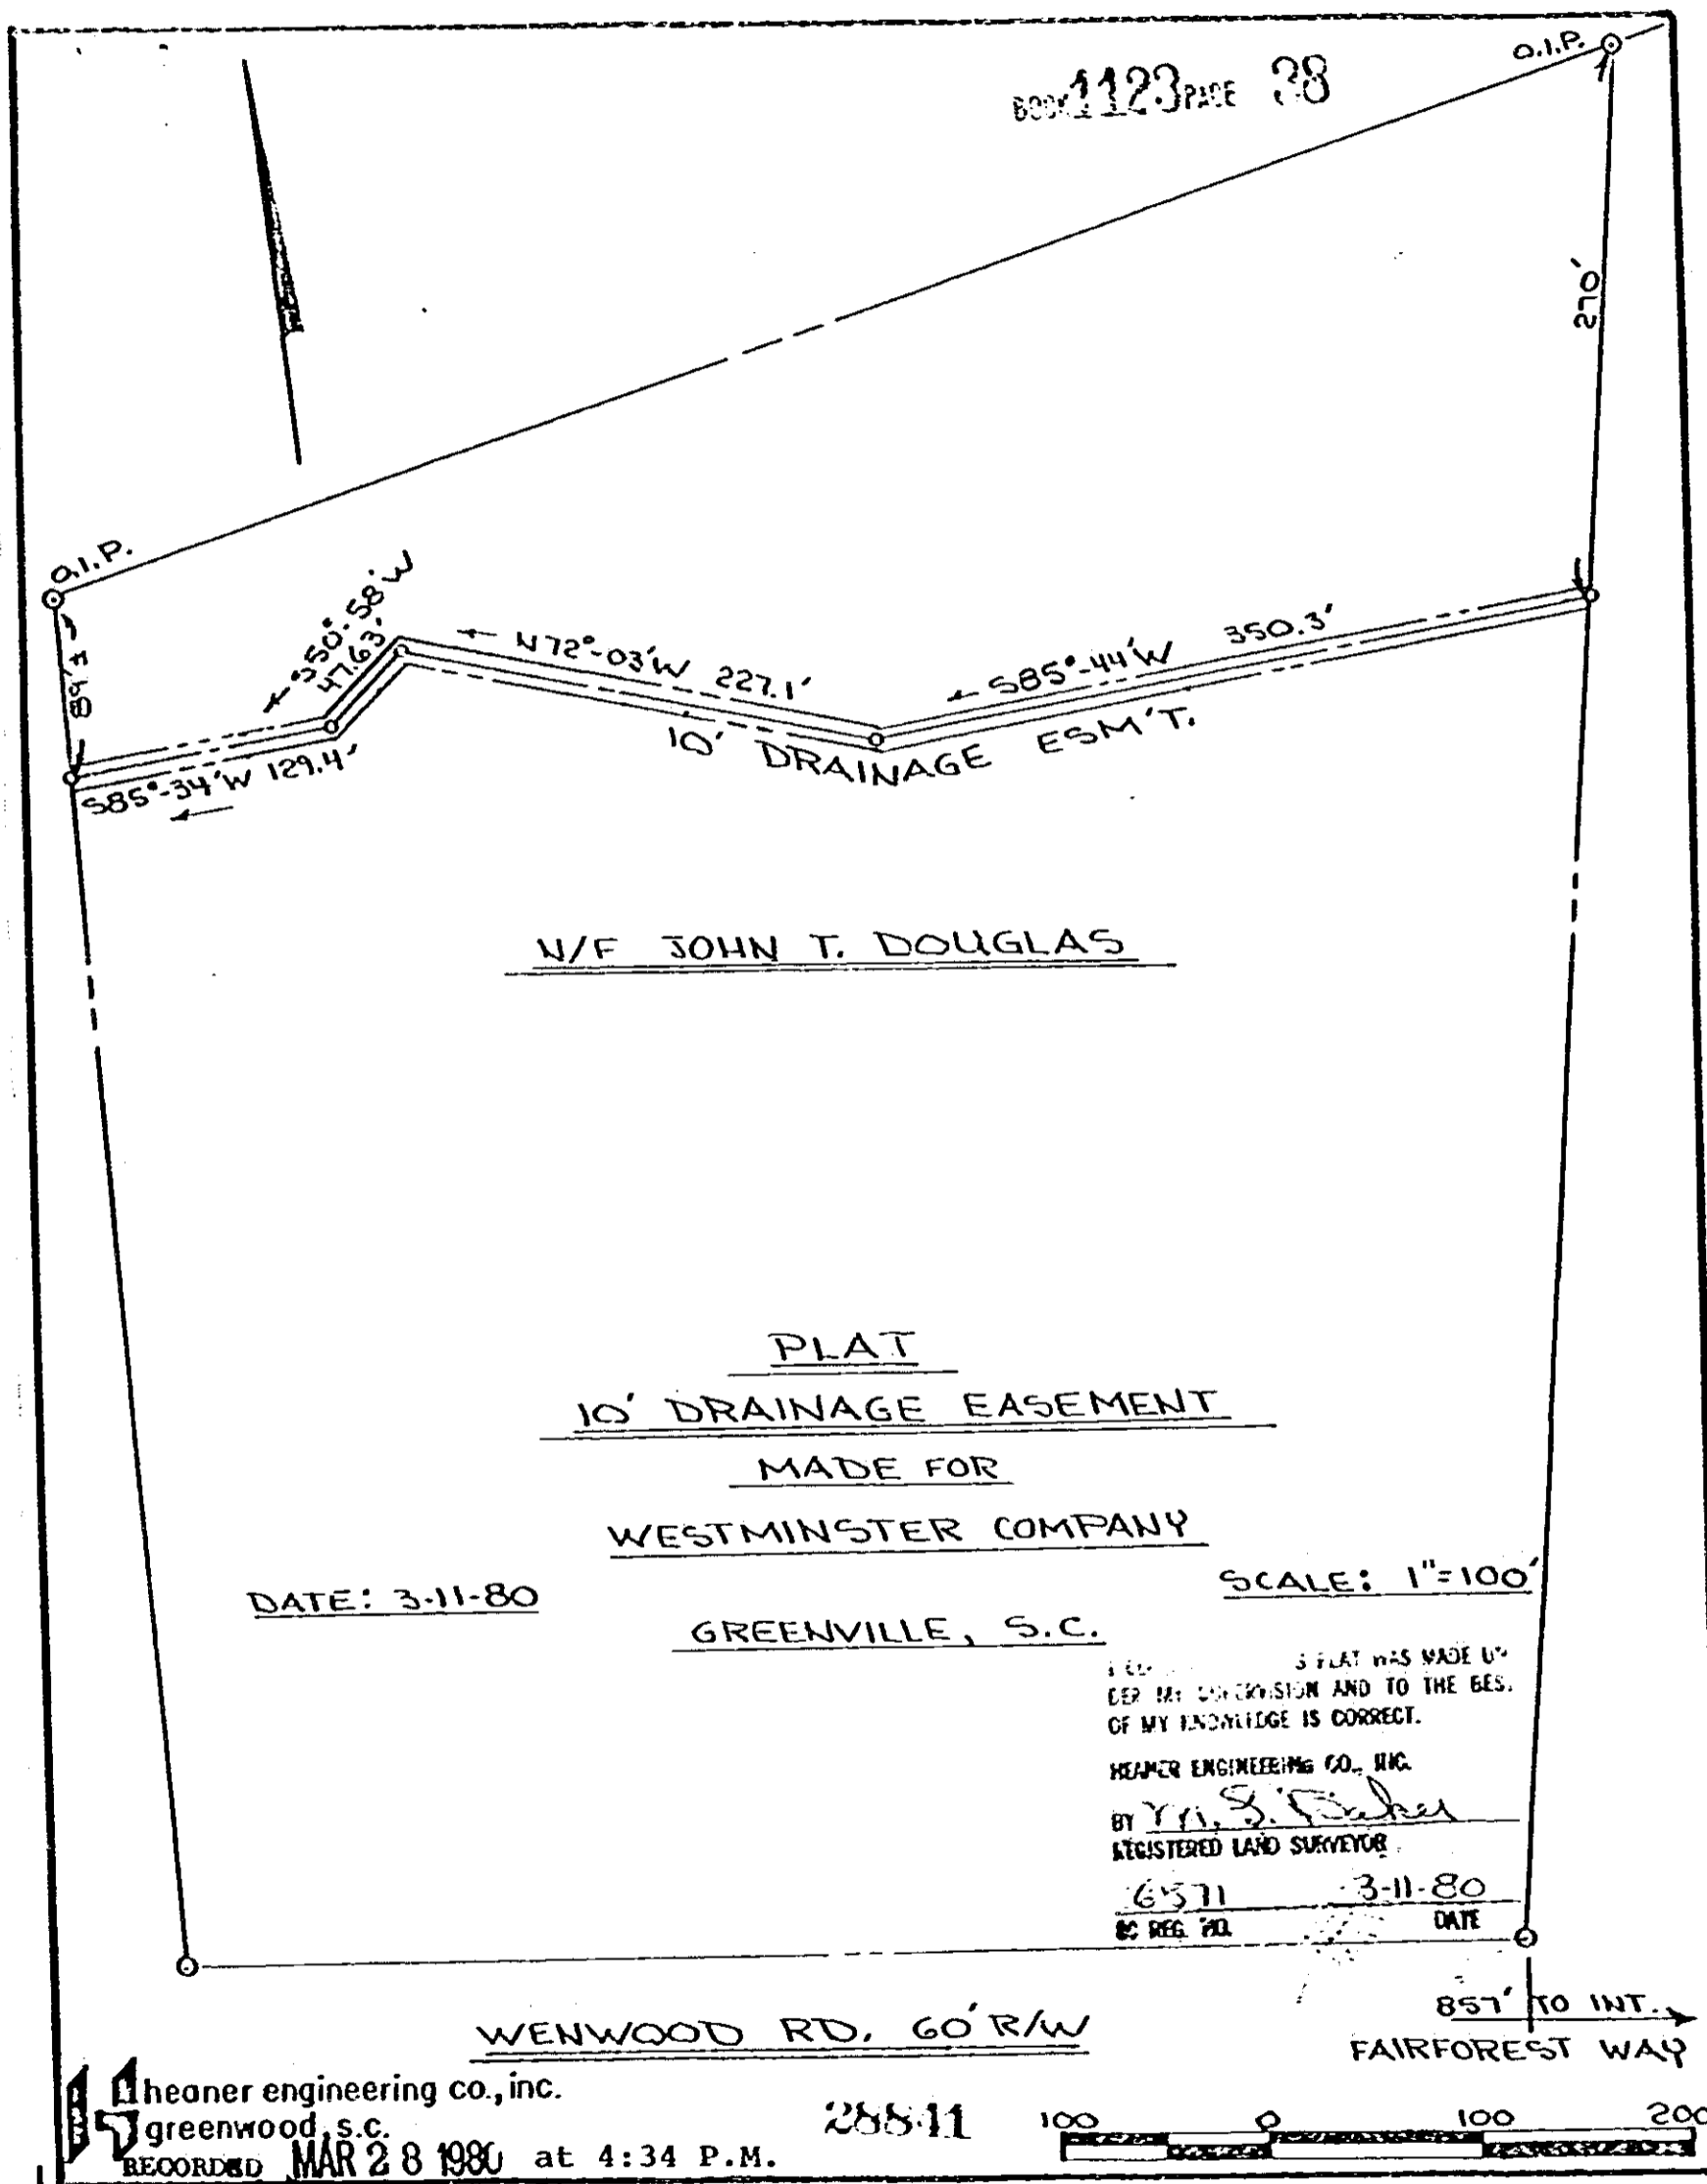 BOOK 1123 PAGE 38
O.I.P.
270'
O.I.P.
89'±
S50°-58'W
47.63'
N72°-03'W 227.1'
S85°-44'W 350.3'
10' DRAINAGE ESM'T.
S85°-34'W 129.4'
N/F JOHN T. DOUGLAS
PLAT
10' DRAINAGE EASEMENT
MADE FOR
WESTMINSTER COMPANY
DATE: 3-11-80
SCALE: 1"=100'
GREENVILLE, S.C.
PLAT WAS MADE UN-
DER MY SUPERVISION AND TO THE BES
OF MY KNOWLEDGE IS CORRECT.
HEANER ENGINEERING CO., INC.
BY M. S. Baker
REGISTERED LAND SURVEYOR
6571 3-11-80
SC REG. NO. DATE
857' TO INT.
FAIRFOREST WAY
WENWOOD RD. 60' R/W
heaner engineering co., inc.
greenwood, s.c.
RECORDED MAR 28 1980 at 4:34 P.M.
28841
100 0 100 200